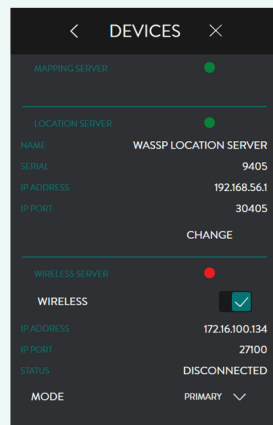 DEVICES
MAPPING SERVER
LOCATION SERVER
NAME WASSP LOCATION SERVER
SERIAL 9405
IP ADDRESS 192.168.56.1
IP PORT 30405
CHANGE
WIRELESS SERVER
WIRELESS
IP ADDRESS 172.16.100.134
IP PORT 27100
STATUS DISCONNECTED
MODE PRIMARY